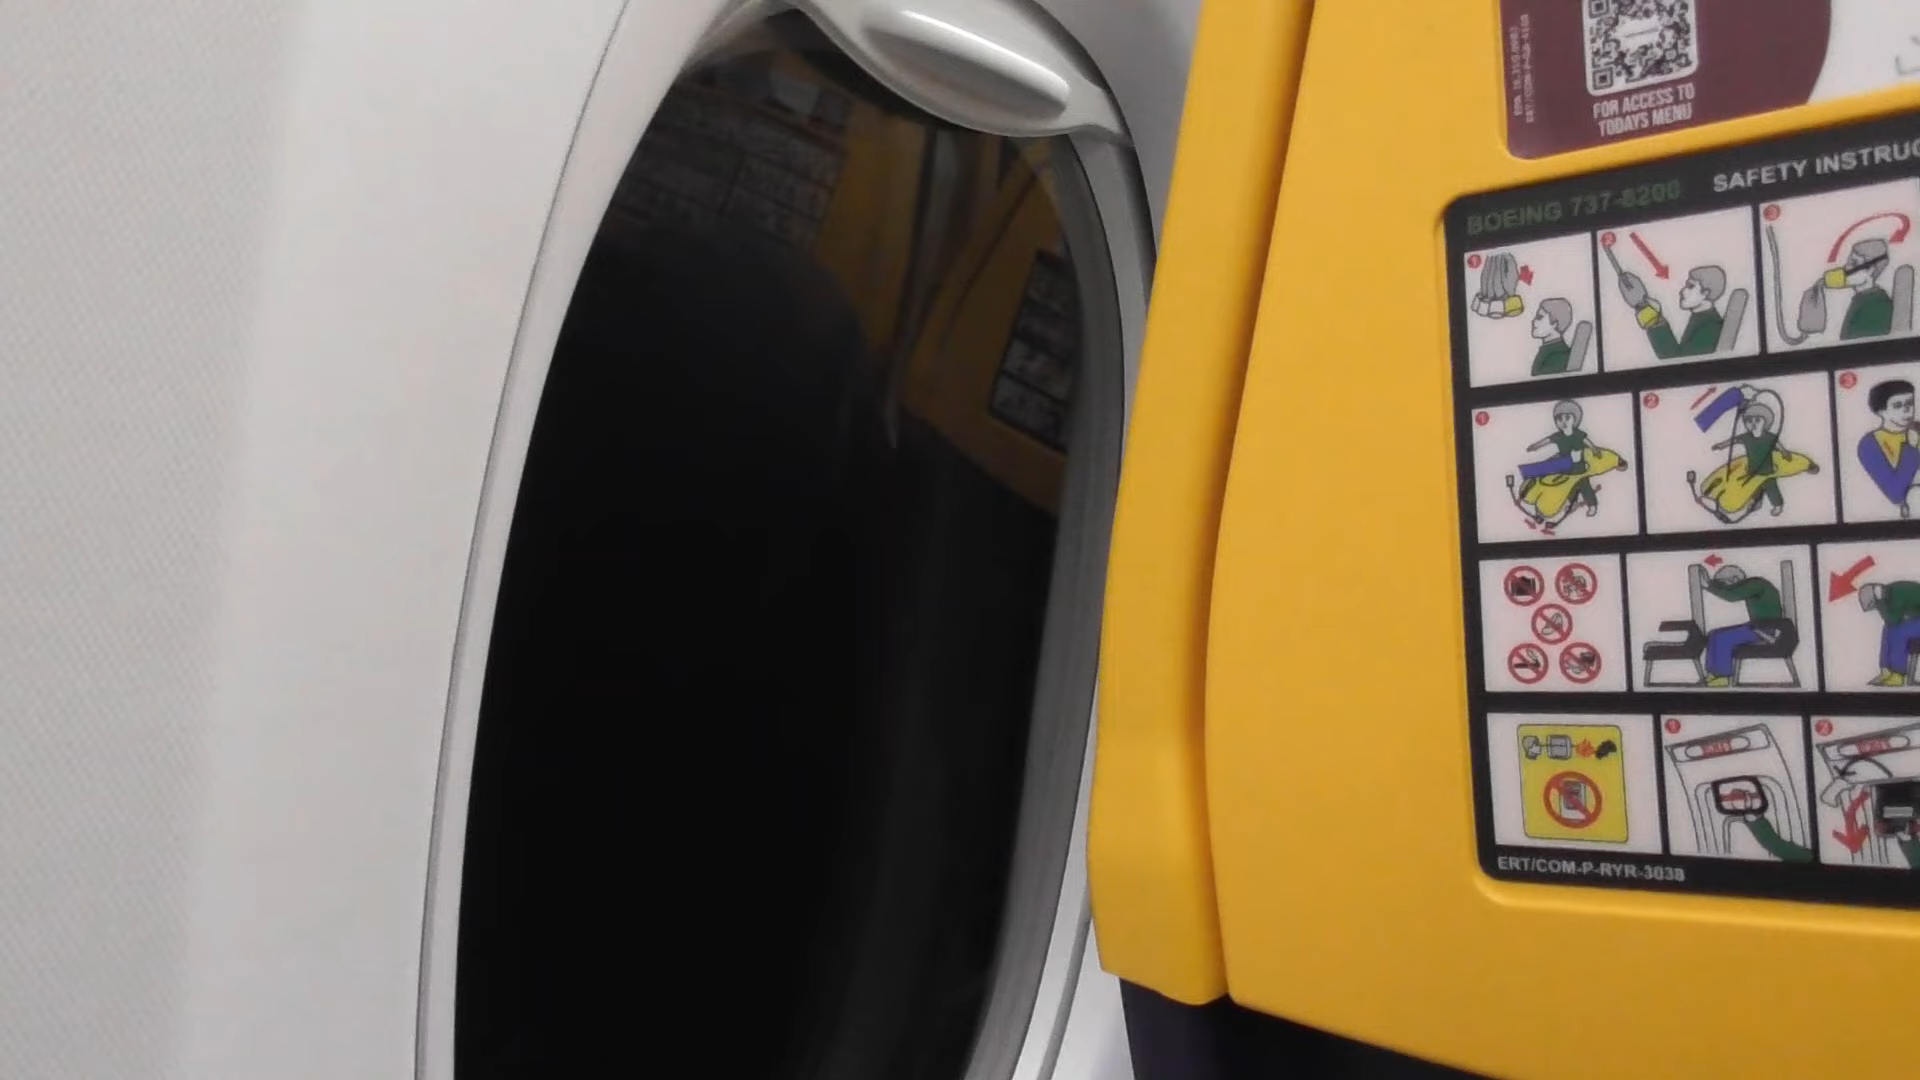 FOR ACCESS TO
TODAYS MENU
BOEING 737-8200
SAFETY INSTRUC
ERT/COM-P-RYR-3038